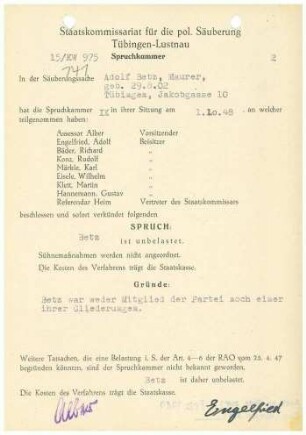 Staatskommissariat für die pol. Säuberung
Tübingen-Lustnau
15/KW 975
Spruchkammer
2
741
In der Säuberungssache
Adolf Betz, Maurer,
geb. 29.8.02
Tübingen, Jakobgasse 10
hat die Spruchkammer IX in ihrer Sitzung am 1.10.48 an welcher
teilgenommen haben:
Assessor Alber Vorsitzender
Engelfried, Adolf Beisitzer
Bäder, Richard "
Konz, Rudolf "
Märkle, Karl "
Eisele, Wilhelm "
Klett, Martin "
Hannemann, Gustav "
Referendar Heim Vertreter des Staatskommissars
beschlossen und sofort verkündet folgenden
SPRUCH:
Betz
ist unbelastet.
Sühnemaßnahmen werden nicht angeordnet.
Die Kosten des Verfahrens trägt die Staatskasse.
Gründe:
Betz war weder Mitglied der Partei noch einer
ihrer Gliederungen.
Weitere Tatsachen, die eine Belastung i. S. der Art. 4—6 der RAO vom 25. 4. 47
begründen könnten, sind der Spruchkammer nicht bekannt geworden.
Betz ist daher unbelastet.
Die Kosten des Verfahrens trägt die Staatskasse.
Alber Engelfried